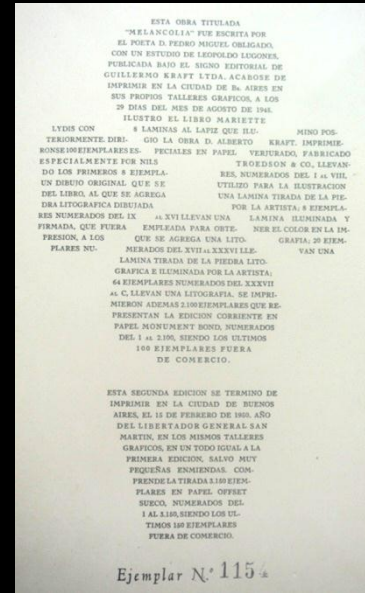 ESTA OBRA TITULADA
"MELANCOLIA" FUE ESCRITA POR
EL POETA D. PEDRO MIGUEL OBLIGADO,
CON UN ESTUDIO DE LEOPOLDO LUGONES,
PUBLICADA BAJO EL SIGNO EDITORIAL DE
GUILLERMO KRAFT LTDA. ACABOSE DE
IMPRIMIR EN LA CIUDAD DE Bs. AIRES EN
SUS PROPIOS TALLERES GRAFICOS, A LOS
29 DIAS DEL MES DE AGOSTO DE
ILUSTRO EL LIBRO MARIETTE
LYDIS CON 8 LAMINAS AL LAPIZ QUE ILU- MINO POS-
TERIORMENTE. DIRI- GIO LA OBRA D. ALBERTO KRAFT. IMPRIMIE-
RONSE 100 EJEMPLARES ES- PECIALES EN PAPEL VERJURADO, FABRICADO
ESPECIALMENTE POR NILS TROEDSON & CO., LLEVAN-
DO LOS PRIMEROS 8 EJEMPLA- RES, NUMERADOS DEL I AL VIII,
UN DIBUJO ORIGINAL QUE SE UTILIZO PARA LA ILUSTRACION
DEL LIBRO, AL QUE SE AGREGA UNA LAMINA TIRADA DE LA PIE-
DRA LITOGRAFICA DIBUJADA POR LA ARTISTA; 8 EJEMPLA-
RES NUMERADOS DEL IX AL XVI LLEVAN UNA LAMINA ILUMINADA Y
FIRMADA, QUE FUERA EMPLEADA PARA OBTE- NER EL COLOR EN LA IM-
PRESION, A LOS QUE SE AGREGA UNA LITO- GRAFIA; 20 EJEM-
PLARES NU- MERADOS DEL XVII AL XXXVI LLE- VAN UNA
LAMINA TIRADA DE LA PIEDRA LITO-
GRAFICA E ILUMINADA POR LA ARTISTA;
64 EJEMPLARES NUMERADOS DEL XXXVII
AL C, LLEVAN UNA LITOGRAFIA. SE IMPRI-
MIERON ADEMAS 2.100 EJEMPLARES QUE RE-
PRESENTAN LA EDICION CORRIENTE EN
PAPEL MONUMENT BOND, NUMERADOS
DEL 1 AL 2.100, SIENDO LOS ULTIMOS
100 EJEMPLARES FUERA
DE COMERCIO.
ESTA SEGUNDA EDICION SE TERMINO DE
IMPRIMIR EN LA CIUDAD DE BUENOS
AIRES, EL 15 DE FEBRERO DE 1950. AÑO
DEL LIBERTADOR GENERAL SAN
MARTIN, EN LOS MISMOS TALLERES
GRAFICOS, EN UN TODO IGUAL A LA
PRIMERA EDICION, SALVO MUY
PEQUEÑAS ENMIENDAS. COM-
PRENDE LA TIRADA 3.160 EJEM-
PLARES EN PAPEL OFFSET
SUECO, NUMERADOS DEL
1 AL 3.160, SIENDO LOS UL-
TIMOS 160 EJEMPLARES
FUERA DE COMERCIO.
Ejemplar N.º 1154